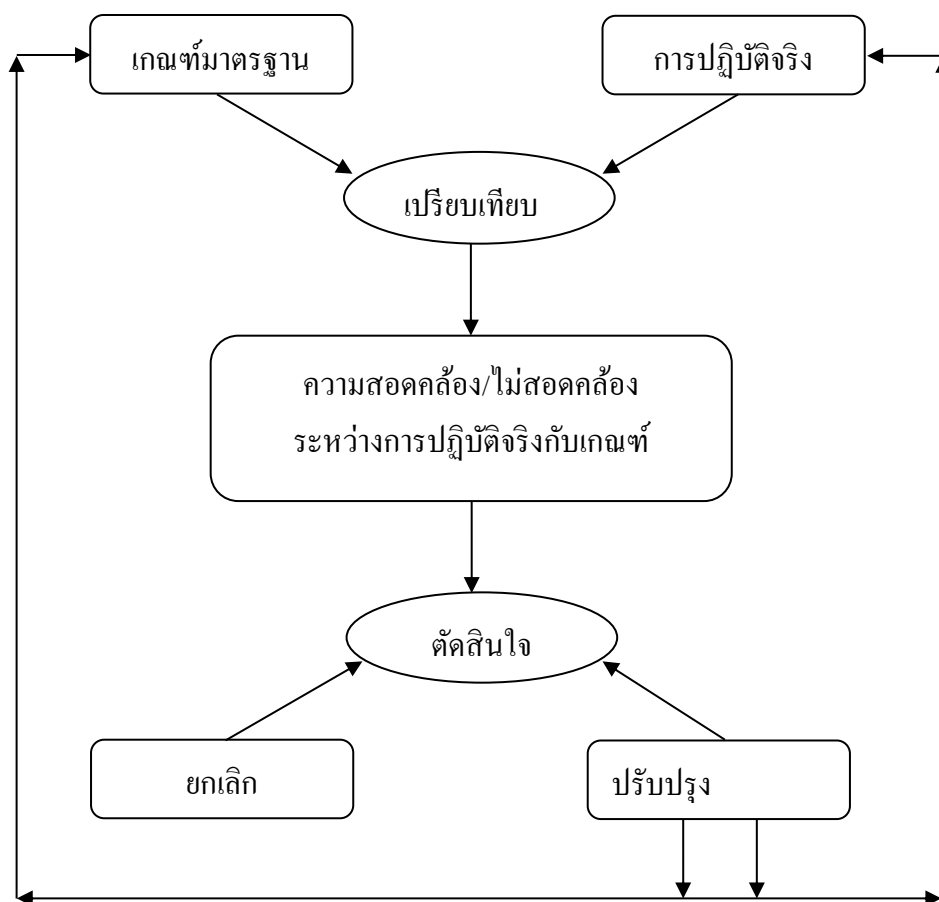 เกณฑ์มาตรฐาน
การปฏิบัติจริง
เปรียบเทียบ
ความสอดคล้อง/ไม่สอดคล้อง
ระหว่างการปฏิบัติจริงกับเกณฑ์
ตัดสินใจ
ยกเลิก
ปรับปรุง